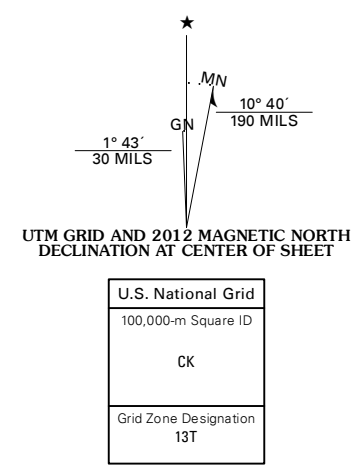 ★
MN
GN
10° 40´
190 MILS
1° 43´
30 MILS
UTM GRID AND 2012 MAGNETIC NORTH
DECLINATION AT CENTER OF SHEET
U.S. National Grid
100,000-m Square ID
CK
Grid Zone Designation
13T